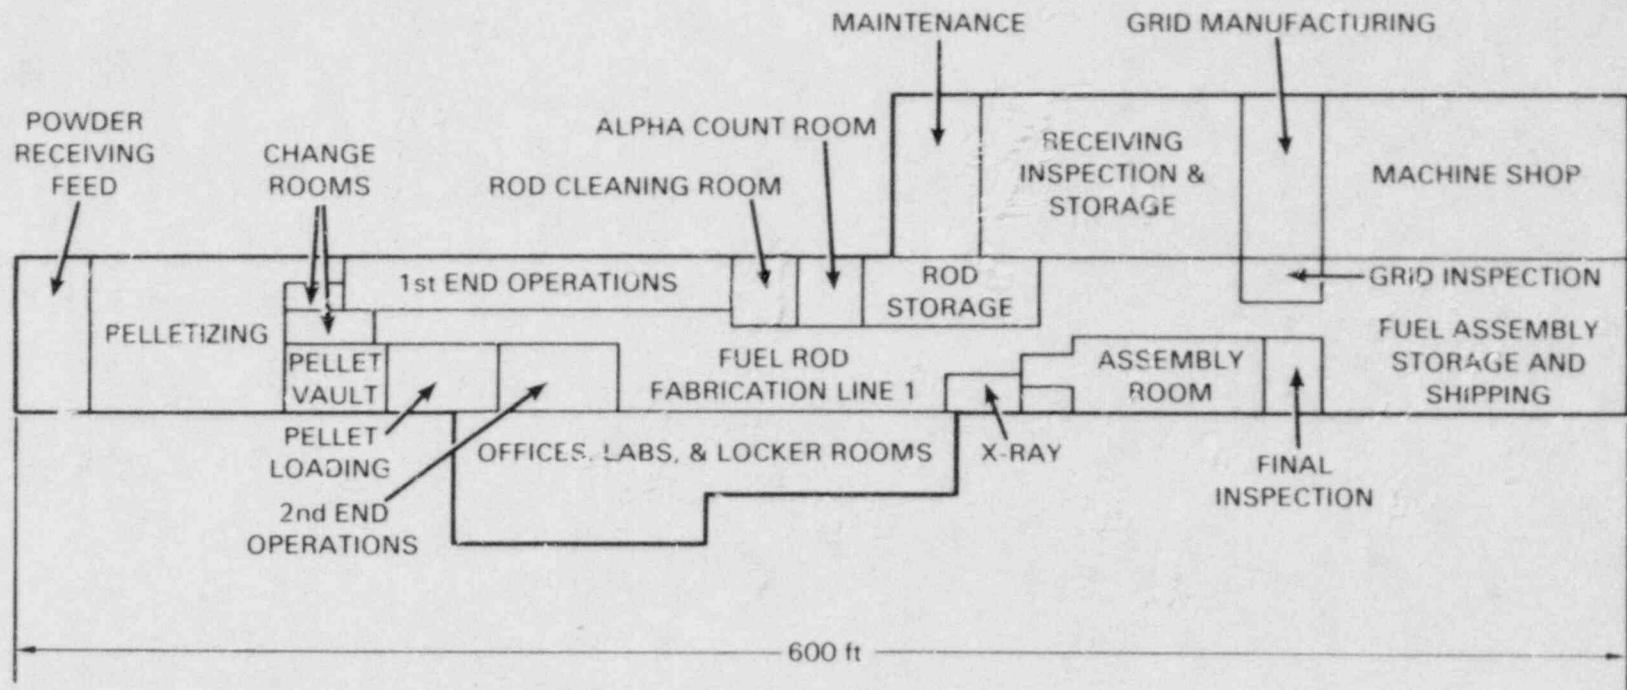 MAINTENANCE
GRID MANUFACTURING
POWDER
RECEIVING
FEED
CHANGE
ROOMS
ALPHA COUNT ROOM
ROD CLEANING ROOM
RECEIVING
INSPECTION &
STORAGE
MACHINE SHOP
1st END OPERATIONS
ROD
STORAGE
GRID INSPECTION
PELLETIZING
PELLET
VAULT
FUEL ROD
FABRICATION LINE 1
ASSEMBLY
ROOM
FUEL ASSEMBLY
STORAGE AND
SHIPPING
PELLET
LOADING
OFFICES, LABS, & LOCKER ROOMS
X-RAY
FINAL
INSPECTION
2nd END
OPERATIONS
600 ft